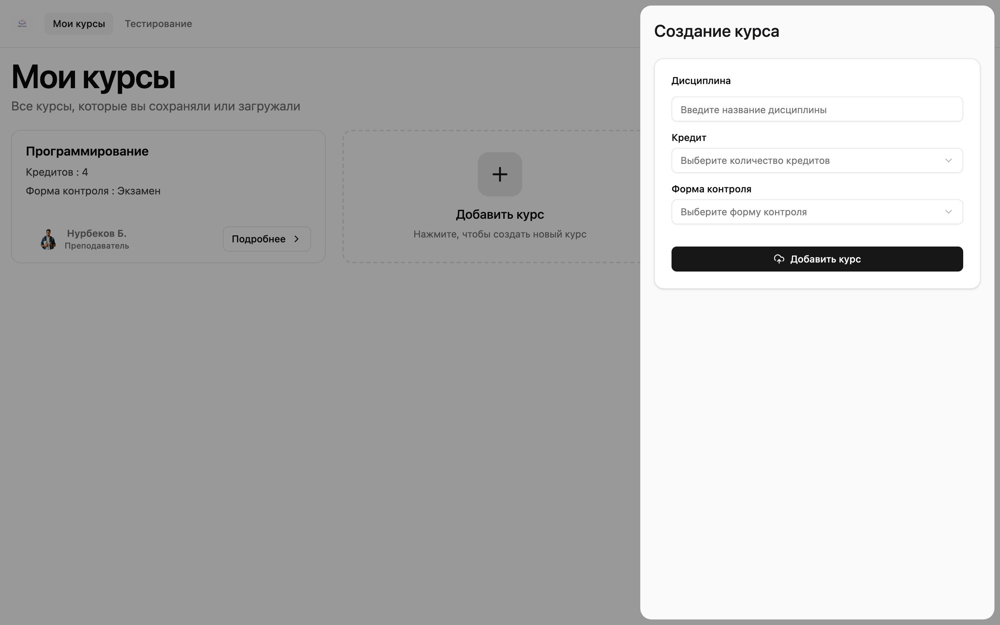 Мои курсы
Тестирование
Мои курсы
Все курсы, которые вы сохраняли или загружали
Программирование
Кредитов : 4
Форма контроля : Экзамен
Нурбеков Б.
Преподаватель
Подробнее
Добавить курс
Нажмите, чтобы создать новый курс
Создание курса
Дисциплина
Введите название дисциплины
Кредит
Выберите количество кредитов
Форма контроля
Выберите форму контроля
Добавить курс